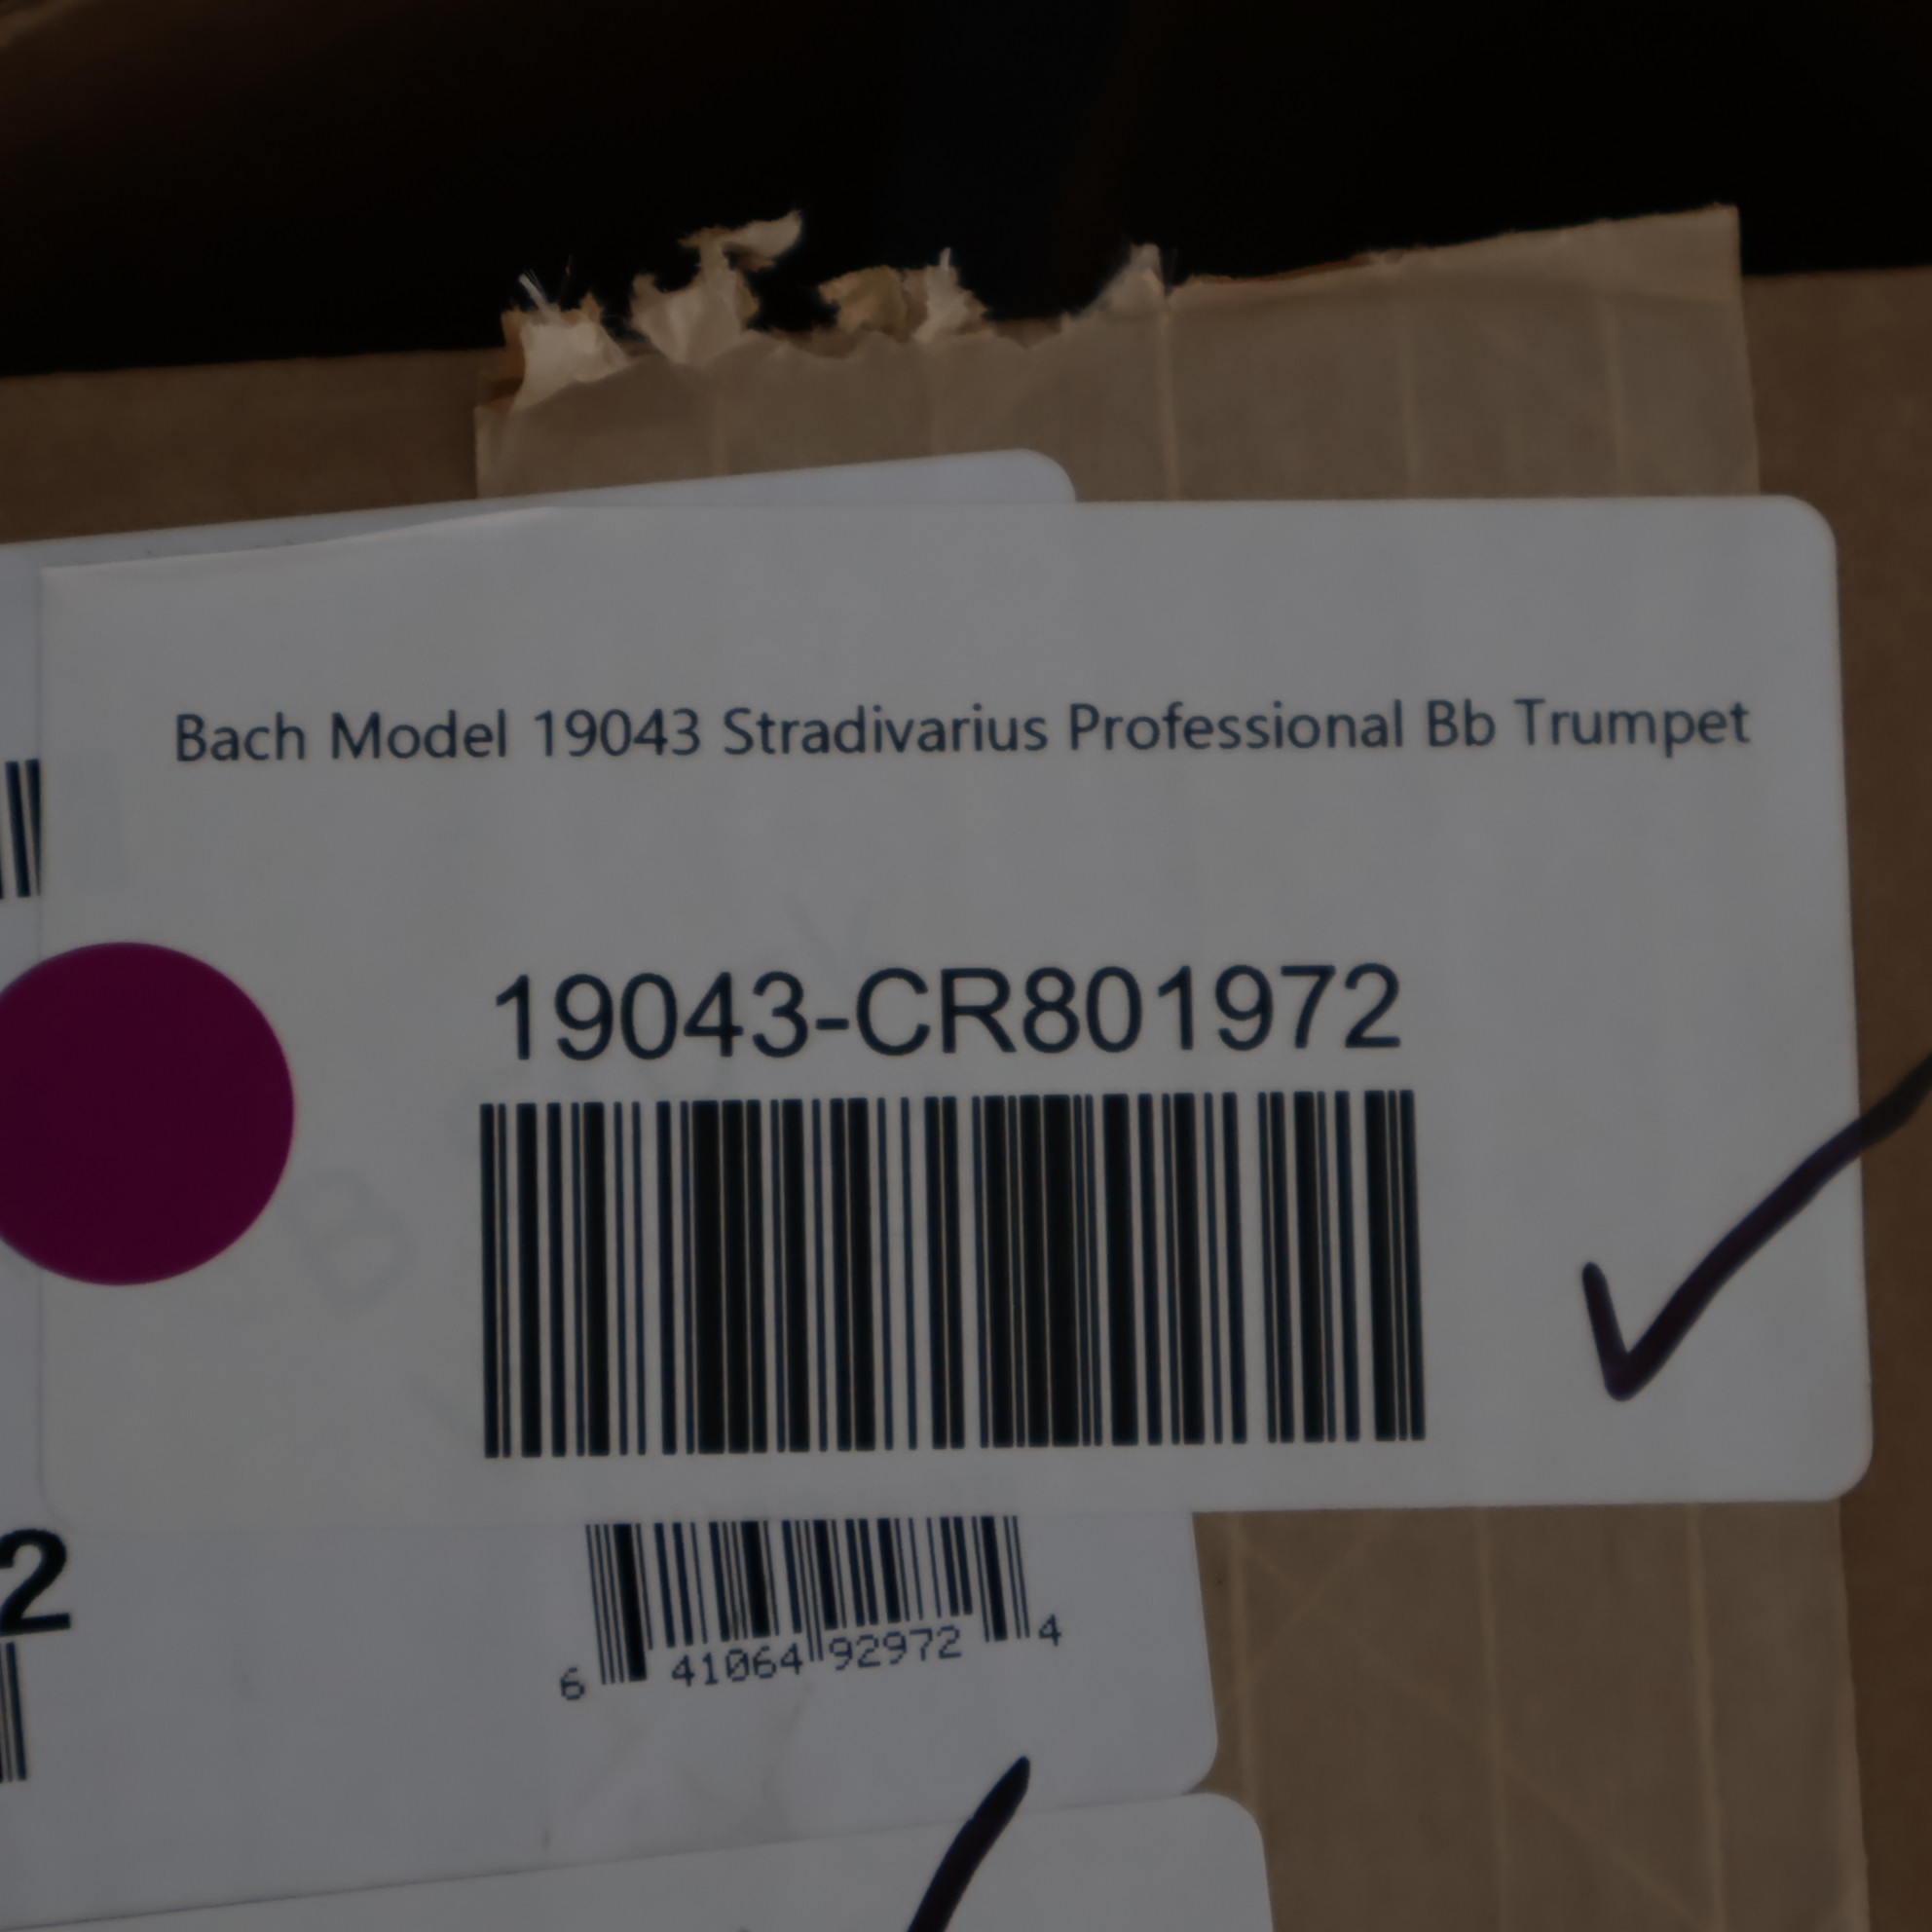 Bach Model 19043 Stradivarius Professional Bb Trumpet
19043-CR801972
2
6 41064 92972 4